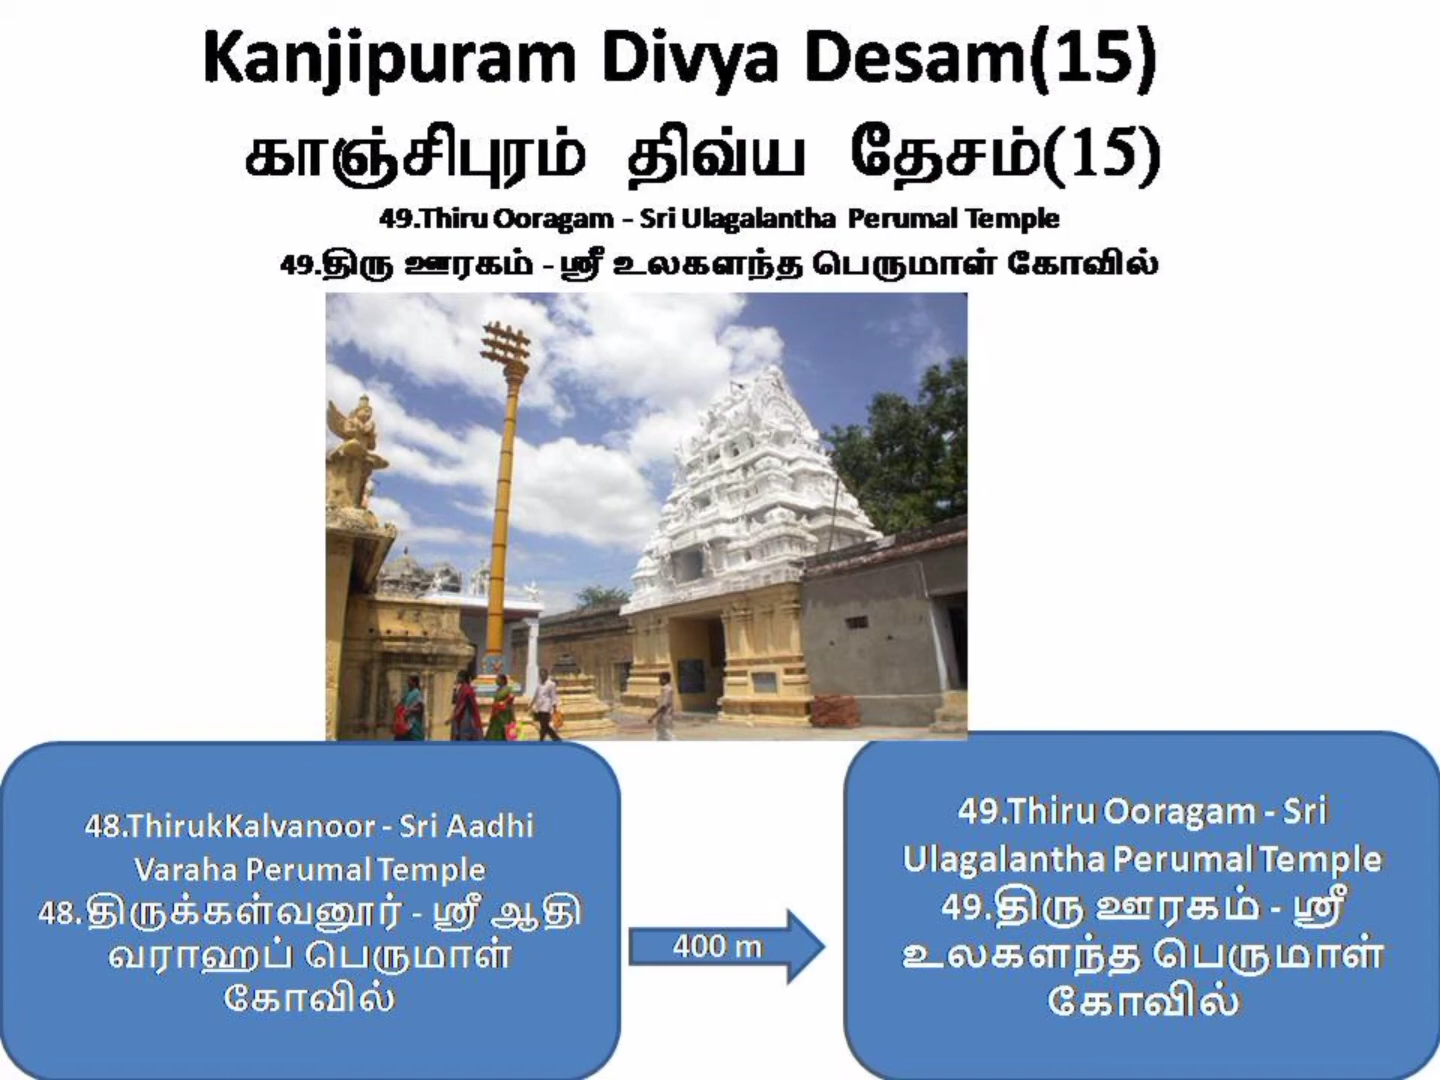 Kanjipuram Divya Desam(15)
காஞ்சிபுரம் திவ்ய தேசம்(15)
49.Thiru Ooragam - Sri Ulagalantha Perumal Temple
49.திரு ஊரகம் - ஸ்ரீ உலகளந்த பெருமாள் கோவில்
48.ThirukKalvanoor - Sri Aadhi
Varaha Perumal Temple
48.திருக்கள்வனூர் - ஸ்ரீ ஆதி
வராஹப் பெருமாள்
கோவில்
400 m
49.Thiru Ooragam - Sri
Ulagalantha Perumal Temple
49.திரு ஊரகம் - ஸ்ரீ
உலகளந்த பெருமாள்
கோவில்